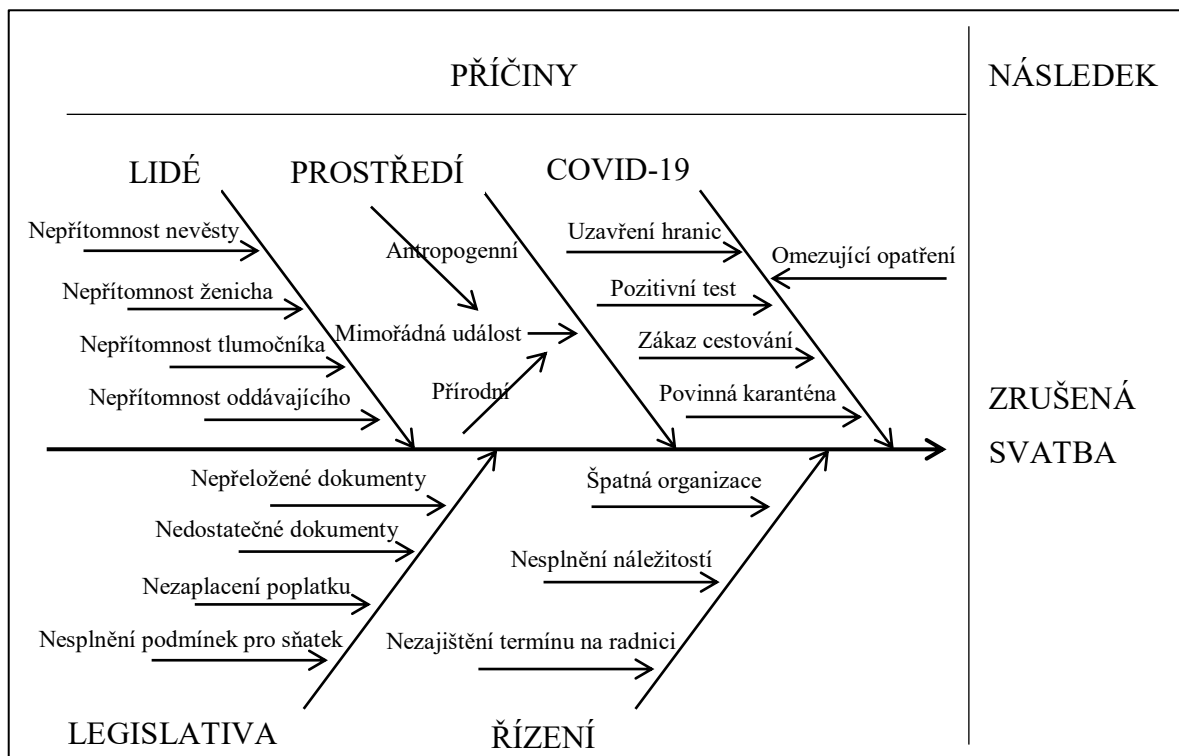 PŘÍČINY
NÁSLEDEK
LIDÉ
PROSTŘEDÍ
COVID-19
Nepřítomnost nevěsty
Nepřítomnost ženicha
Nepřítomnost tlumočníka
Nepřítomnost oddávajícího
Antropogenní
Mimořádná událost
Přírodní
Uzavření hranic
Omezující opatření
Pozitivní test
Zákaz cestování
Povinná karanténa
ZRUŠENÁ
SVATBA
Nepřeložené dokumenty
Nedostatečné dokumenty
Nezaplacení poplatku
Nesplnění podmínek pro sňatek
Špatná organizace
Nesplnění náležitostí
Nezajištění termínu na radnici
LEGISLATIVA
ŘÍZENÍ